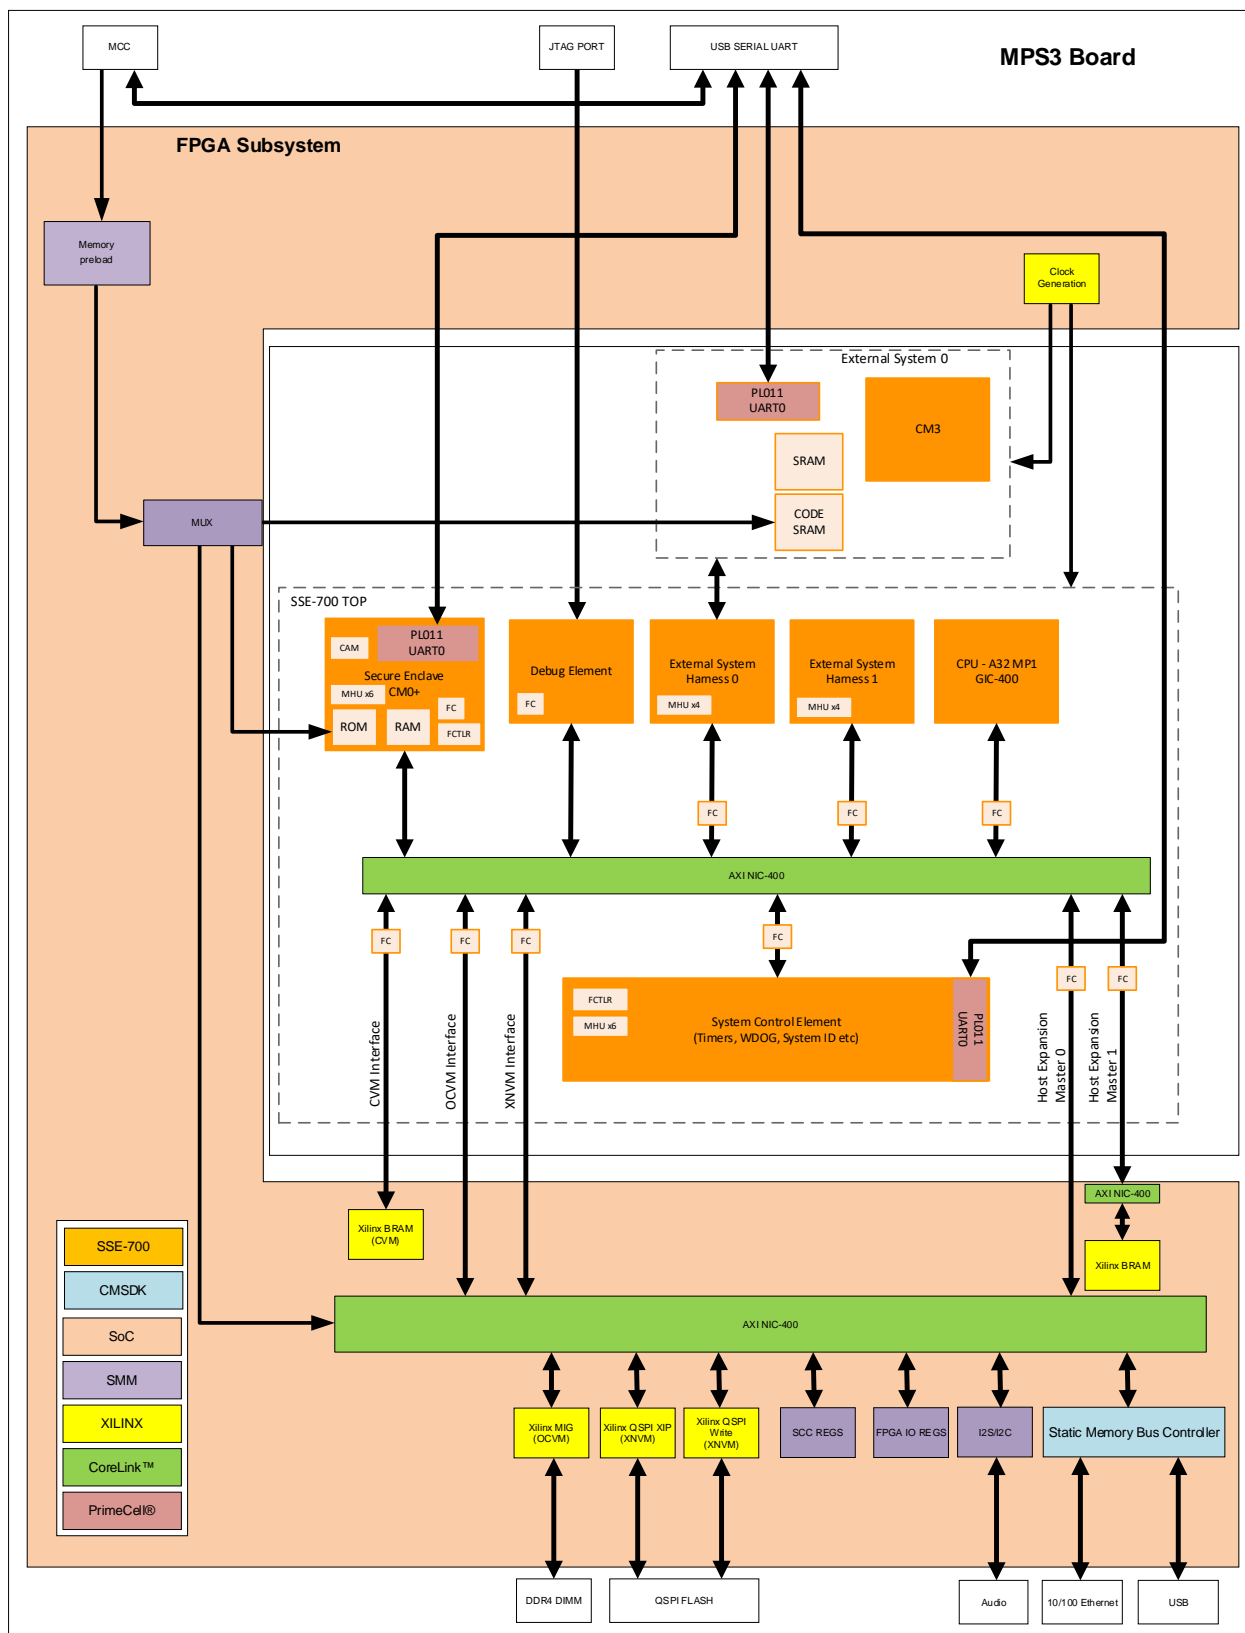 MCC
JTAG PORT
USB SERIAL UART
MPS3 Board
FPGA Subsystem
Memory
preload
Clock
Generation
External System 0
PL011
UART0
CM3
SRAM
MUX
CODE
SRAM
SSE-700 TOP
CAM
PL011
UART0
Secure Enclave
CM0+
MHU x6
FC
ROM
RAM
FCTLR
Debug Element
FC
External System
Harness 0
MHU x4
External System
Harness 1
MHU x4
CPU - A32 MP1
GIC-400
FC
FC
FC
AXI NIC-400
FC
FC
FC
FC
FC
FC
CVM Interface
OCVM Interface
XNVM Interface
FCTLR
MHU x6
System Control Element
(Timers, WDOG, System ID etc)
PL011
UART0
Host Expansion
Master 0
Host Expansion
Master 1
AXI NIC-400
Xilinx BRAM
(CVM)
Xilinx BRAM
SSE-700
CMSDK
SoC
SMM
XILINX
CoreLink™
PrimeCell®
AXI NIC-400
Xilinx MIG
(OCVM)
Xilinx QSPI XIP
(XNVM)
Xilinx QSPI
Write
(XNVM)
SCC REGS
FPGA IO REGS
I2S/I2C
Static Memory Bus Controller
DDR4 DIMM
QSPI FLASH
Audio
10/100 Ethernet
USB